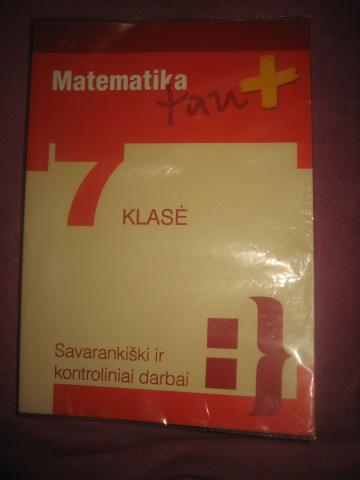 Matematika
tau +
7
KLASĖ
Savarankiški ir
kontroliniai darbai